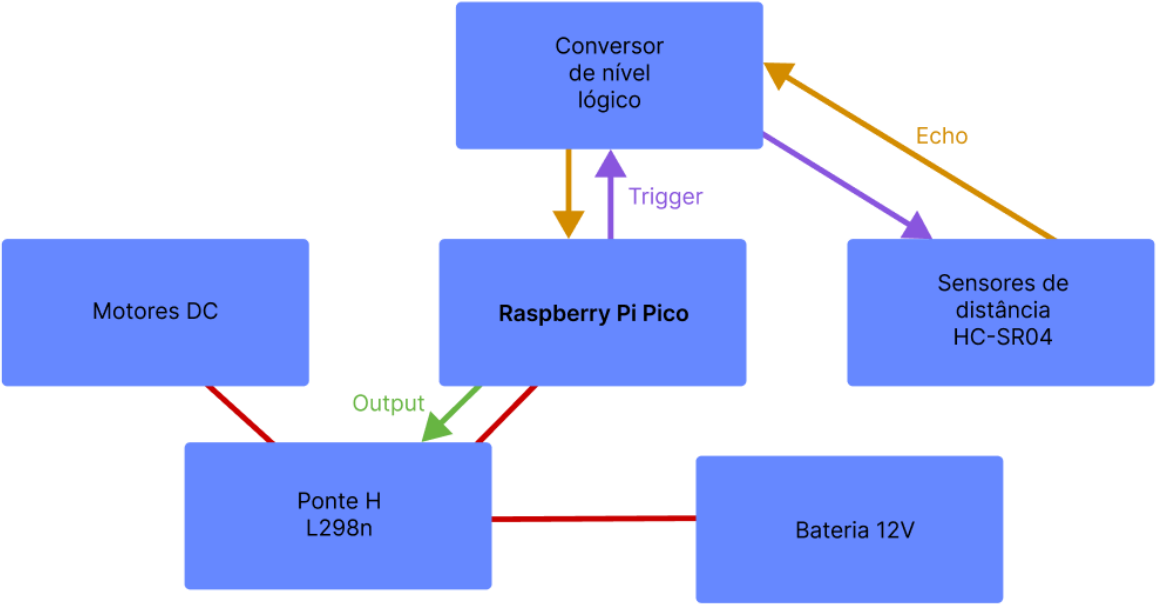 Conversor
de nível
lógico
Echo
Trigger
Motores DC
Raspberry Pi Pico
Sensores de
distância
HC-SR04
Output
Ponte H
L298n
Bateria 12V